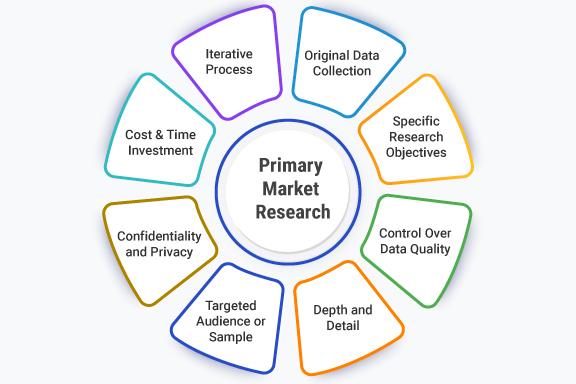 Primary
Market
Research
Original Data
Collection
Specific
Research
Objectives
Control Over
Data Quality
Depth and
Detail
Targeted
Audience or
Sample
Confidentiality
and Privacy
Cost & Time
Investment
Iterative
Process